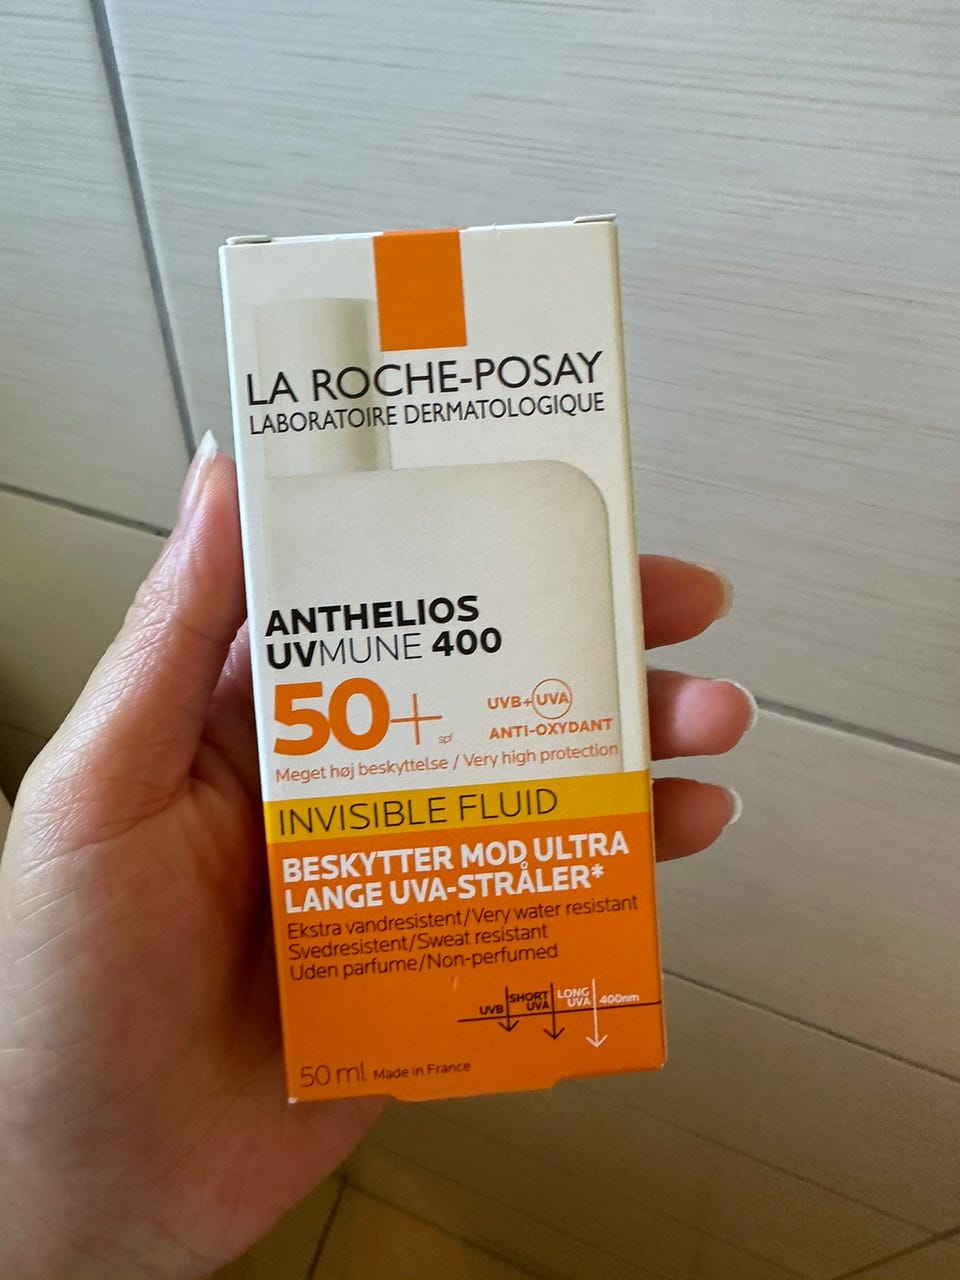 LA ROCHE-POSAY
LABORATOIRE DERMATOLOGIQUE
ANTHELIOS
UVMUNE 400
50+ spf
UVB+UVA
ANTI-OXYDANT
Meget høj beskyttelse / Very high protection
INVISIBLE FLUID
BESKYTTER MOD ULTRA
LANGE UVA-STRÅLER*
Ekstra vandresistent/Very water resistant
Svedresistent/Sweat resistant
Uden parfume/Non-perfumed
UVB
SHORT
UVA
LONG
UVA
400nm
50 ml Made in France